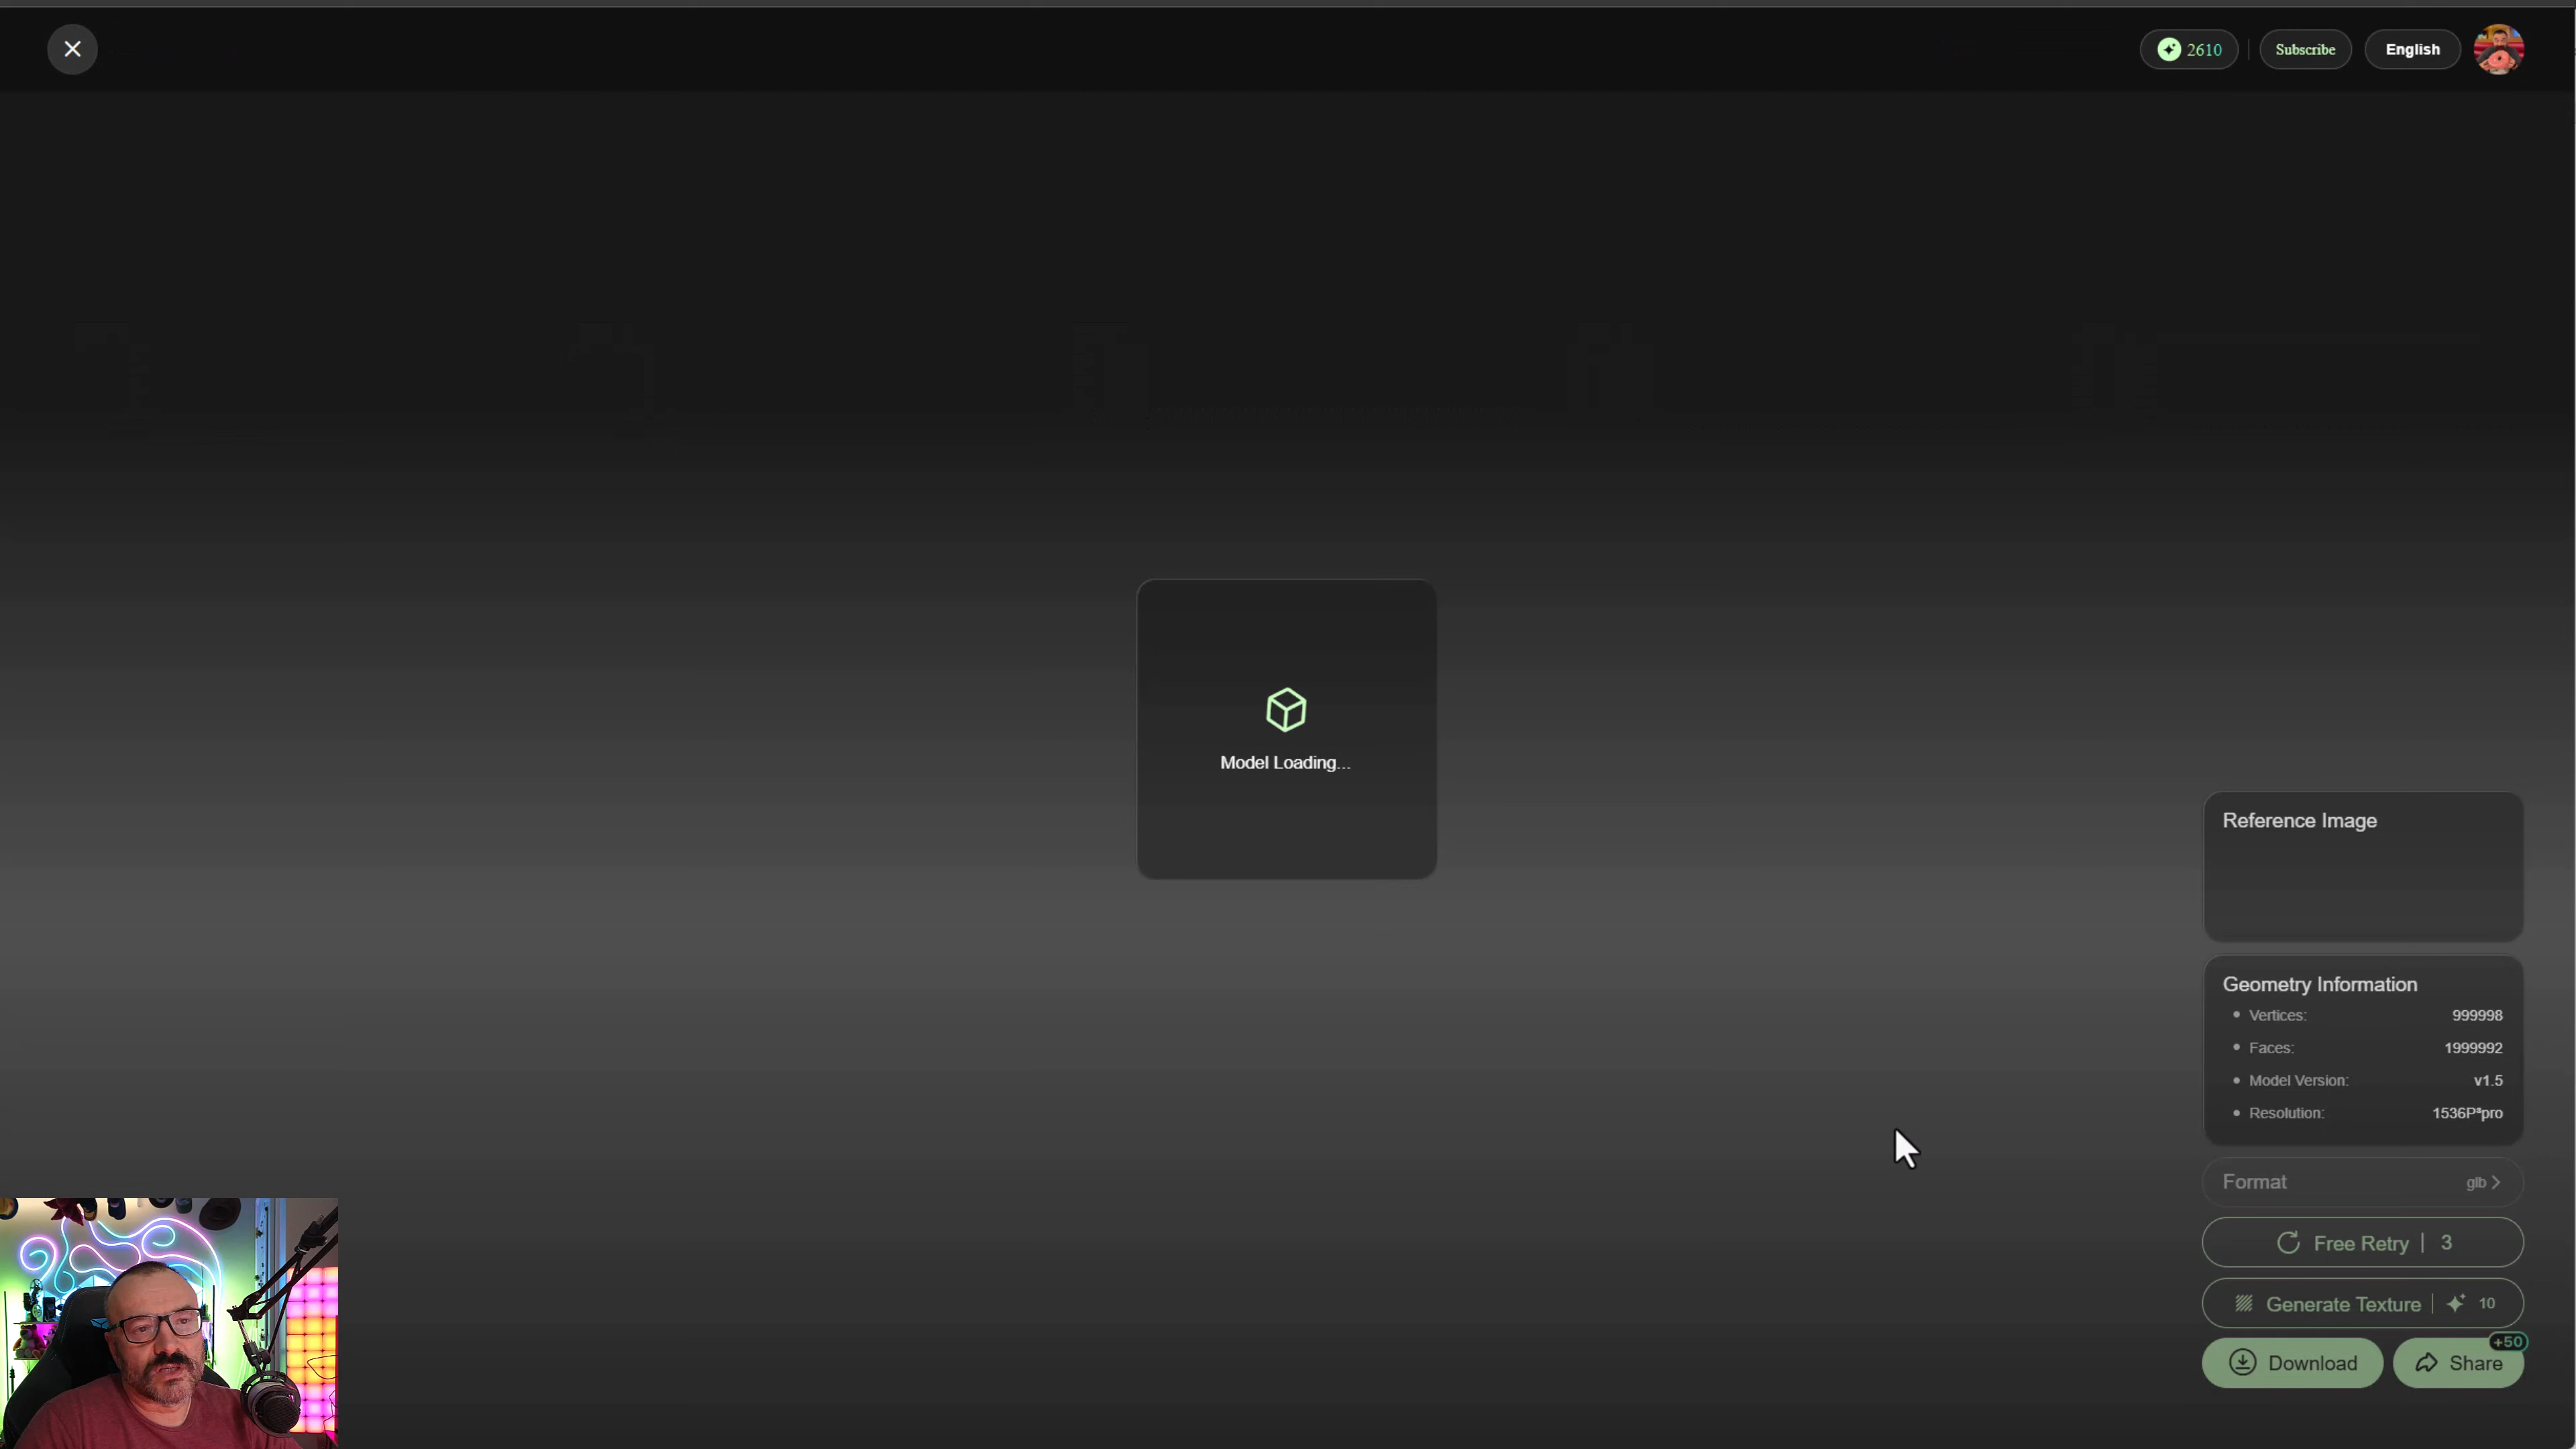 2610
Subscribe
English
Model Loading...
Reference Image
Geometry Information
Vertices: 999998
Faces: 1999992
Model Version: v1.5
Resolution: 1536P³pro
Format glb
Free Retry | 3
Generate Texture | 10
+50
Download
Share